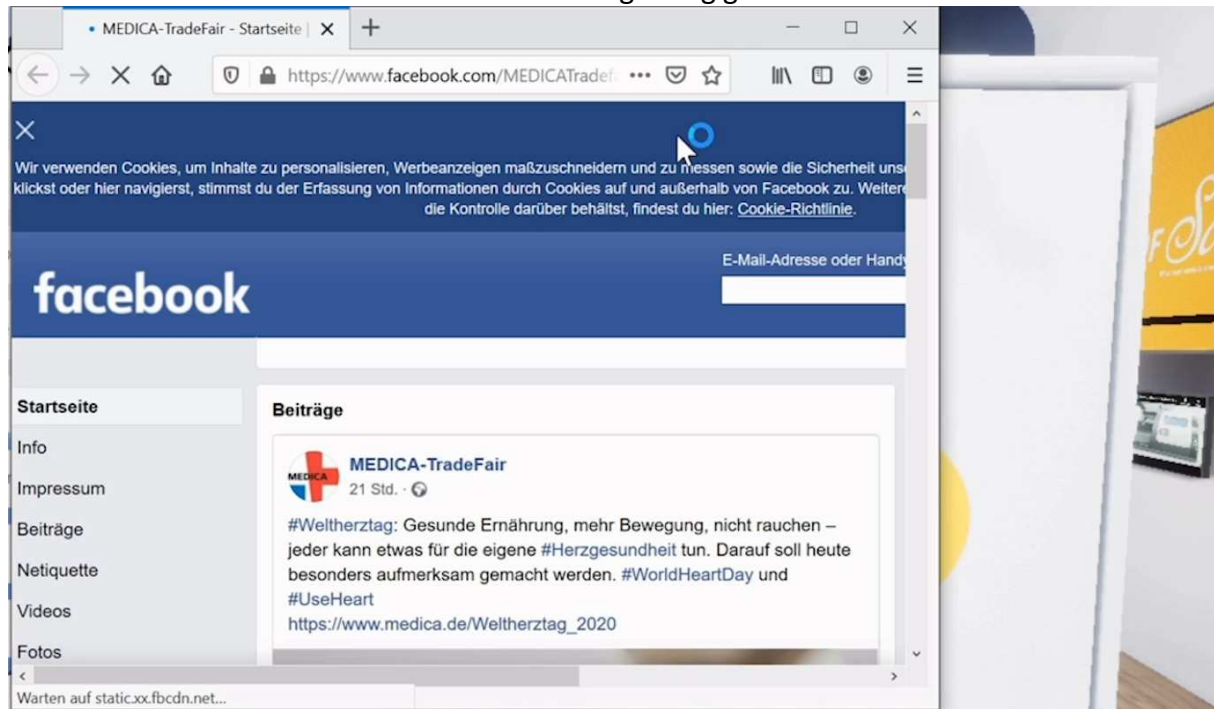 MEDICA-TradeFair - Startseite |
https://www.facebook.com/MEDICATradef
Wir verwenden Cookies, um Inhalte zu personalisieren, Werbeanzeigen maßzuschneidern und zu messen sowie die Sicherheit uns
klickst oder hier navigierst, stimmst du der Erfassung von Informationen durch Cookies auf und außerhalb von Facebook zu. Weitere
die Kontrolle darüber behältst, findest du hier: Cookie-Richtlinie.
E-Mail-Adresse oder Handy
facebook
Startseite
Info
Impressum
Beiträge
Netiquette
Videos
Fotos
Beiträge
MEDICA
MEDICA-TradeFair
21 Std. ·
#Weltherztag: Gesunde Ernährung, mehr Bewegung, nicht rauchen –
jeder kann etwas für die eigene #Herzgesundheit tun. Darauf soll heute
besonders aufmerksam gemacht werden. #WorldHeartDay und
#UseHeart
https://www.medica.de/Weltherztag_2020
Warten auf static.xx.fbcdn.net...